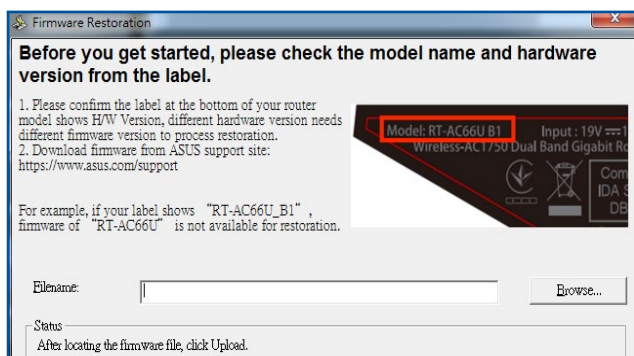 Firmware Restoration
Before you get started, please check the model name and hardware
version from the label.
1. Please confirm the label at the bottom of your router
model shows H/W Version, different hardware version needs
different firmware version to process restoration.
2. Download firmware from ASUS support site:
https://www.asus.com/support
For example, if your label shows “RT-AC66U_B1”,
firmware of “RT-AC66U” is not available for restoration.
Model: RT-AC66U B1 Input : 19V
Wireless-AC1750 Dual Band Gigabit
Com
IDA S
DB
Filename:
Browse...
Status
After locating the firmware file, click Upload.